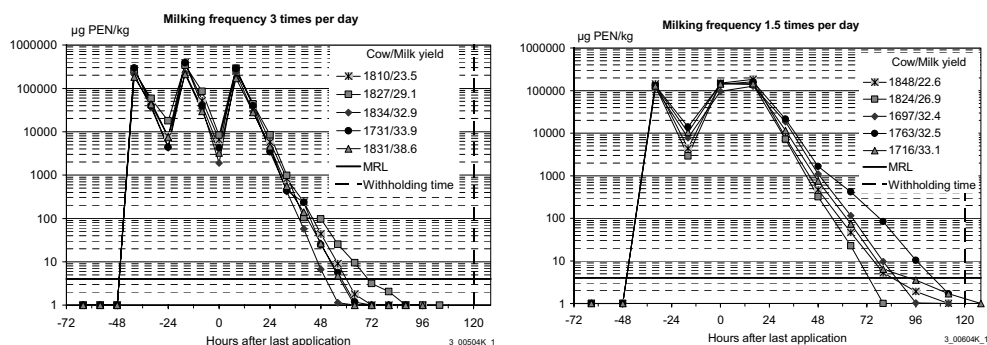 Milking frequency 3 times per day
µg PEN/kg
1000000
100000
10000
1000
100
10
1
-72 -48 -24 0 24 48 72 96 120
Hours after last application
3_00504K_1
Cow/Milk yield
1810/23.5
1827/29.1
1834/32.9
1731/33.9
1831/38.6
MRL
Withholding time
Milking frequency 1.5 times per day
µg PEN/kg
1000000
100000
10000
1000
100
10
1
-72 -48 -24 0 24 48 72 96 120
Hours after last application
3_00604K_1
Cow/Milk yield
1848/22.6
1824/26.9
1697/32.4
1763/32.5
1716/33.1
MRL
Withholding time